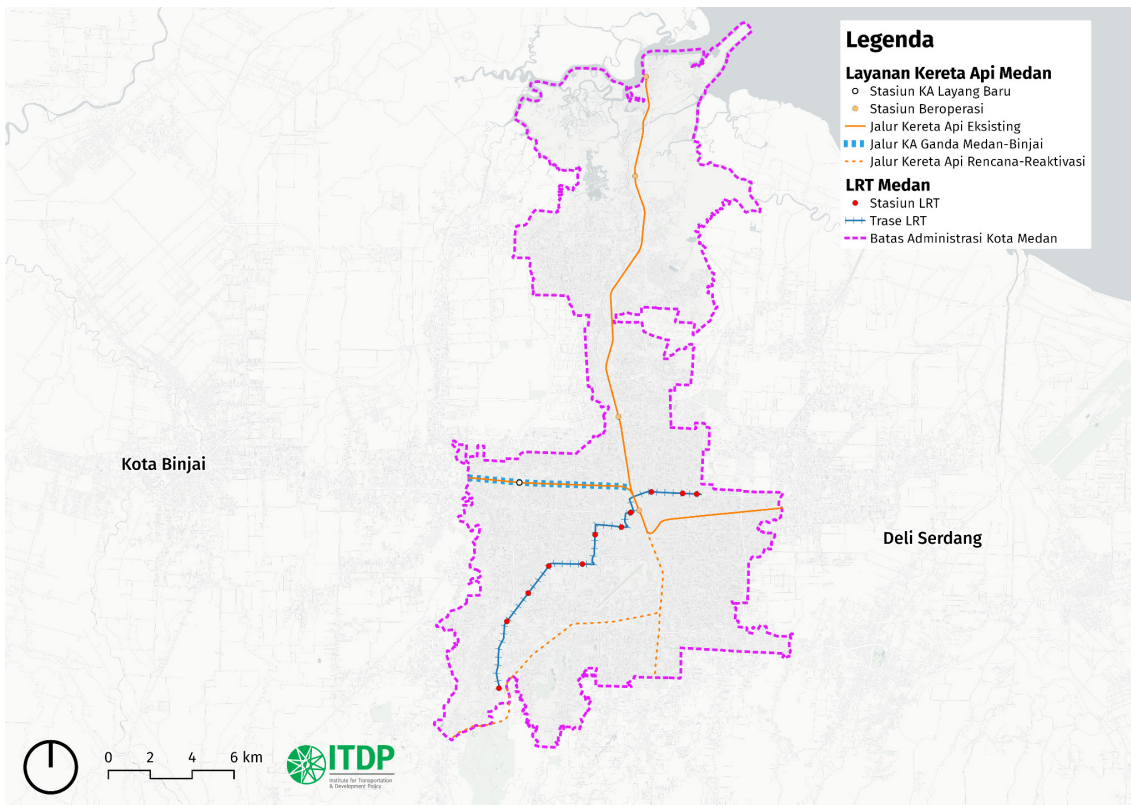 Legenda
Layanan Kereta Api Medan
Stasiun KA Layang Baru
Stasiun Beroperasi
Jalur Kereta Api Eksisting
Jalur KA Ganda Medan-Binjai
Jalur Kereta Api Rencana-Reaktivasi
LRT Medan
Stasiun LRT
Trase LRT
Batas Administrasi Kota Medan
Kota Binjai
Deli Serdang
0 2 4 6 km
ITDP
Institute for Transportation
& Development Policy